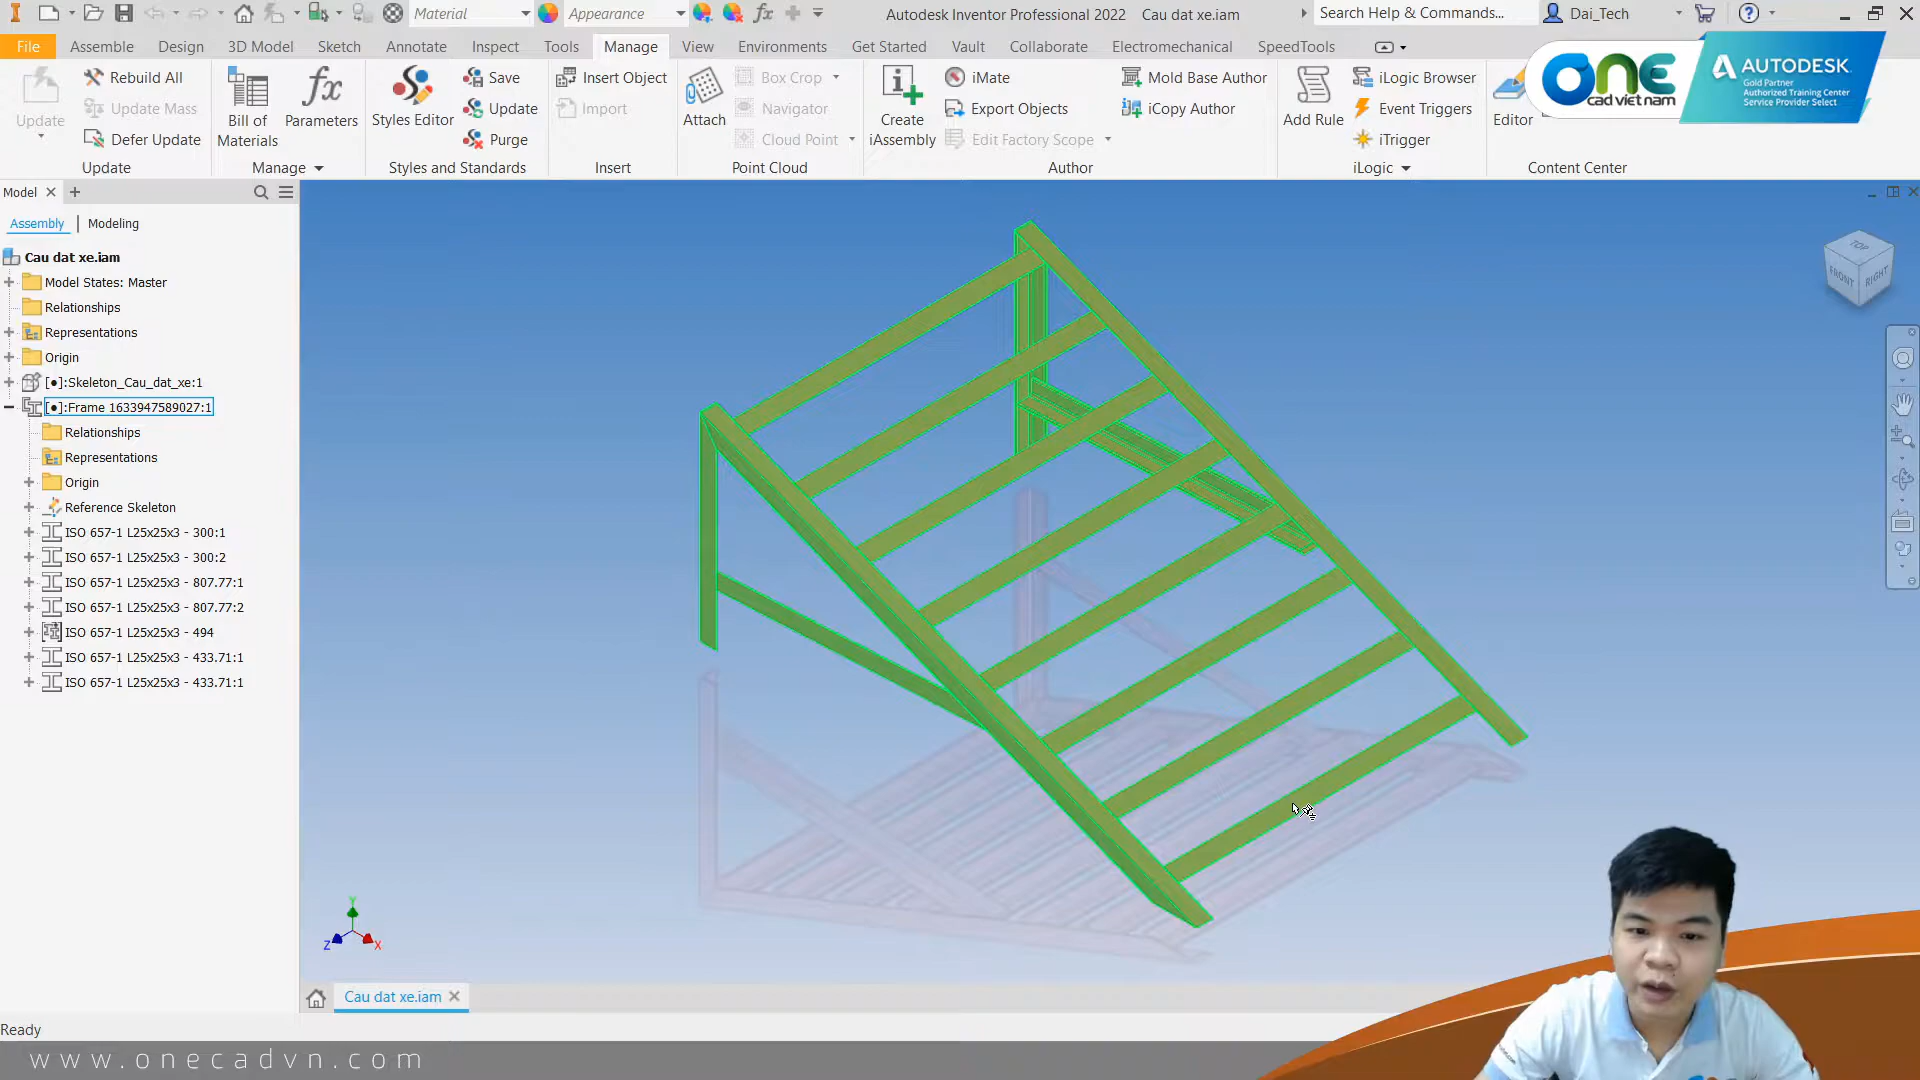 Material
Appearance
Autodesk Inventor Professional 2022
Cau dat xe.iam
Search Help & Commands...
Dai_Tech
File
Assemble
Design
3D Model
Sketch
Annotate
Inspect
Tools
Manage
View
Environments
Get Started
Vault
Collaborate
Electromechanical
SpeedTools
Update
Rebuild All
Update Mass
Defer Update
Update
Bill of Materials
Parameters
Manage
Styles Editor
Save
Update
Purge
Styles and Standards
Insert Object
Import
Insert
Attach
Box Crop
Navigator
Cloud Point
Point Cloud
Create iAssembly
iMate
Export Objects
Edit Factory Scope
Mold Base Author
iCopy Author
Author
Add Rule
iLogic Browser
Event Triggers
iTrigger
iLogic
Editor
Content Center
one
cad viet nam
AUTODESK.
Gold Partner
Authorized Training Center
Service Provider Select
Model
Assembly
Modeling
Cau dat xe.iam
Model States: Master
Relationships
Representations
Origin
[●]:Skeleton_Cau_dat_xe:1
[●]:Frame 1633947589027:1
Relationships
Representations
Origin
Reference Skeleton
ISO 657-1 L25x25x3 - 300:1
ISO 657-1 L25x25x3 - 300:2
ISO 657-1 L25x25x3 - 807.77:1
ISO 657-1 L25x25x3 - 807.77:2
ISO 657-1 L25x25x3 - 494
ISO 657-1 L25x25x3 - 433.71:1
ISO 657-1 L25x25x3 - 433.71:1
TOP
FRONT
RIGHT
Y
Z
X
Cau dat xe.iam
Ready
www.onecadvn.com